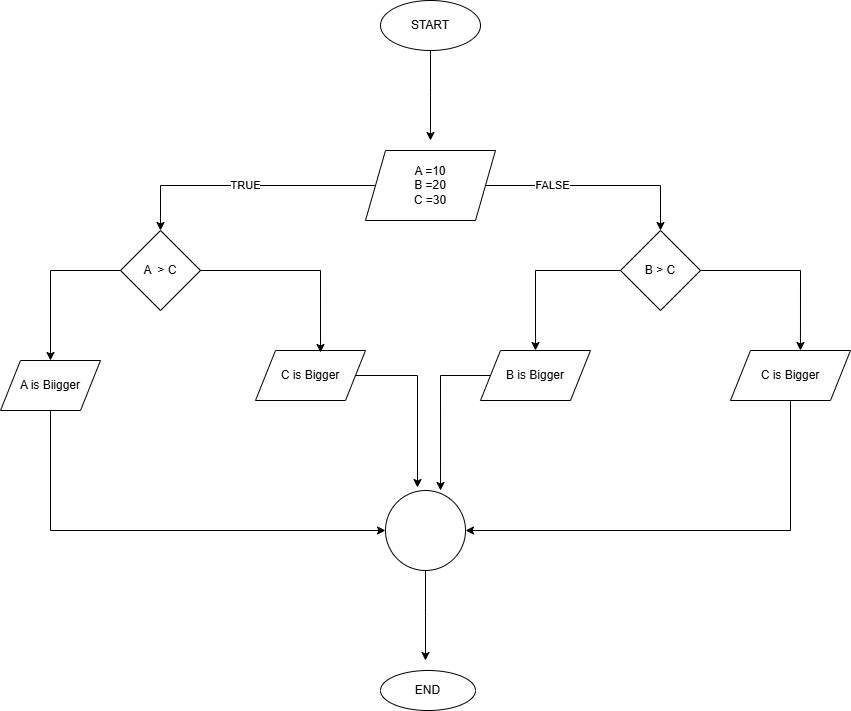 START
A =10
B =20
C =30
TRUE
FALSE
A > C
B > C
A is Biigger
C is Bigger
B is Bigger
C is Bigger
END